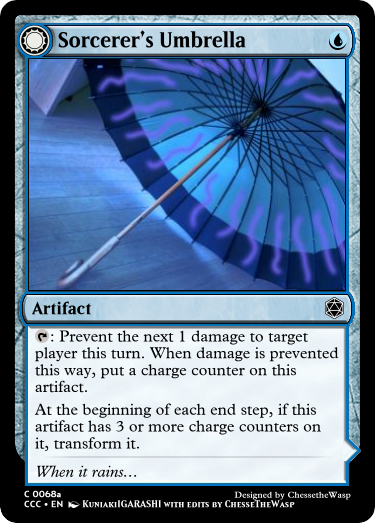 Sorcerer's Umbrella
Artifact
: Prevent the next 1 damage to target
player this turn. When damage is prevented
this way, put a charge counter on this
artifact.
At the beginning of each end step, if this
artifact has 3 or more charge counters on
it, transform it.
When it rains...
C 0068a
Designed by ChessetheWasp
CCC • EN KuniakiIGARASHI with edits by ChesseTheWasp